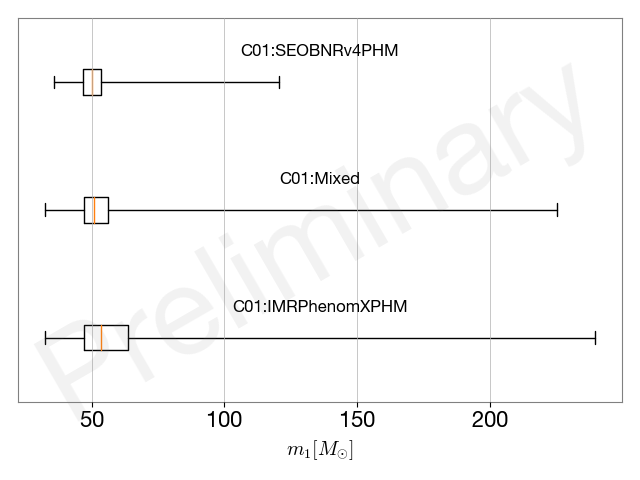 C01:SEOBNRv4PHM
C01:Mixed
C01:IMRPhenomXPHM
Preliminary
50 100 150 200
m₁[M⊙]